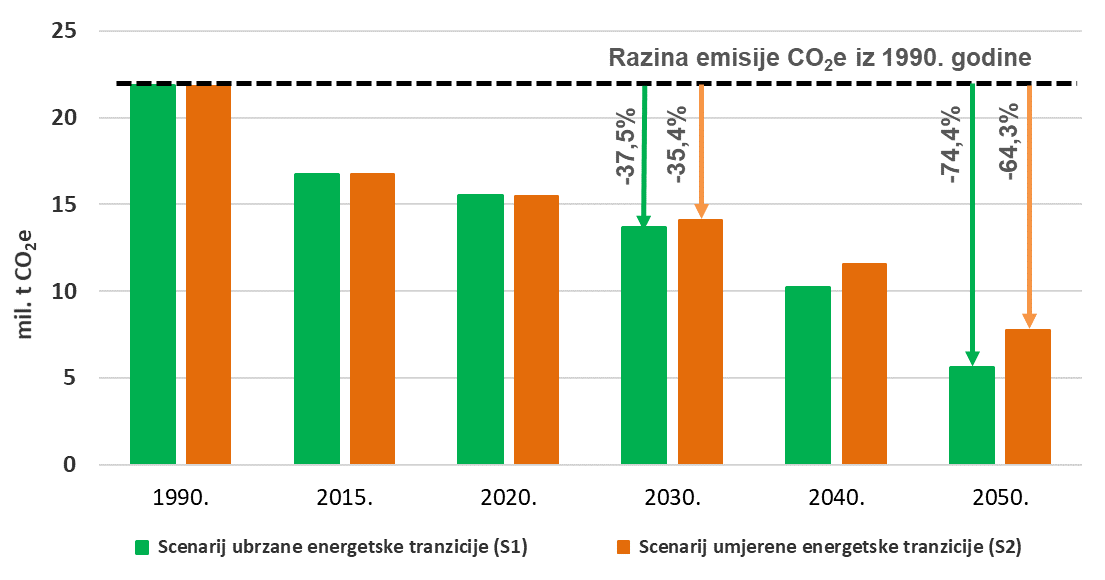 25
Razina emisije CO₂e iz 1990. godine
20
15
10
5
0
mil. t CO₂e
-37,5%
-35,4%
-74,4%
-64,3%
1990. 2015. 2020. 2030. 2040. 2050.
Scenarij ubrzane energetske tranzicije (S1) Scenarij umjerene energetske tranzicije (S2)